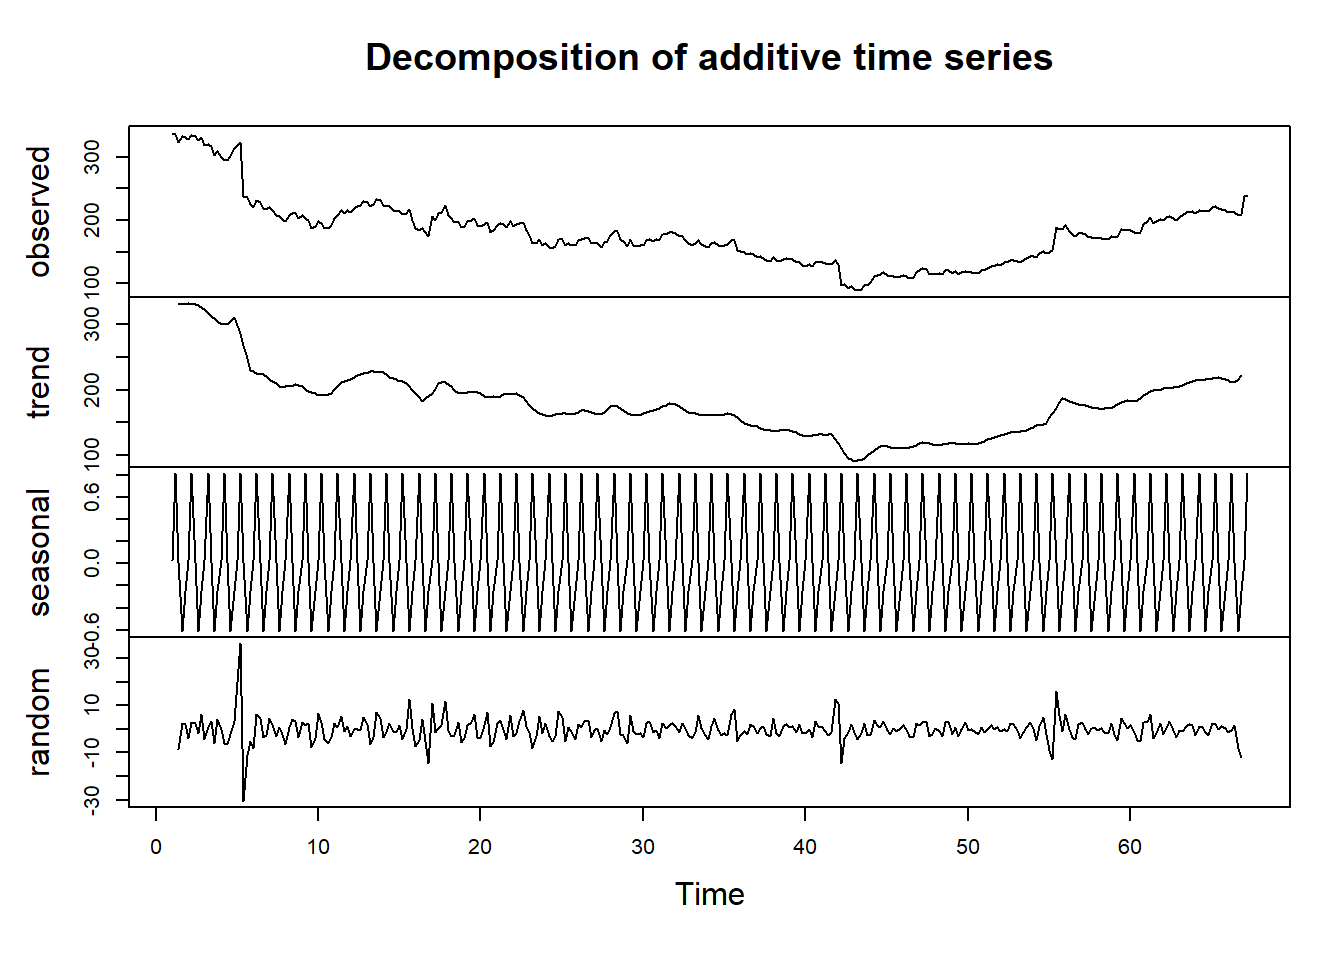 Decomposition of additive time series
observed
100 200 300
trend
100 200 300
seasonal
-0.6 0.0 0.6
random
-30 -10 10 30
0 10 20 30 40 50 60
Time